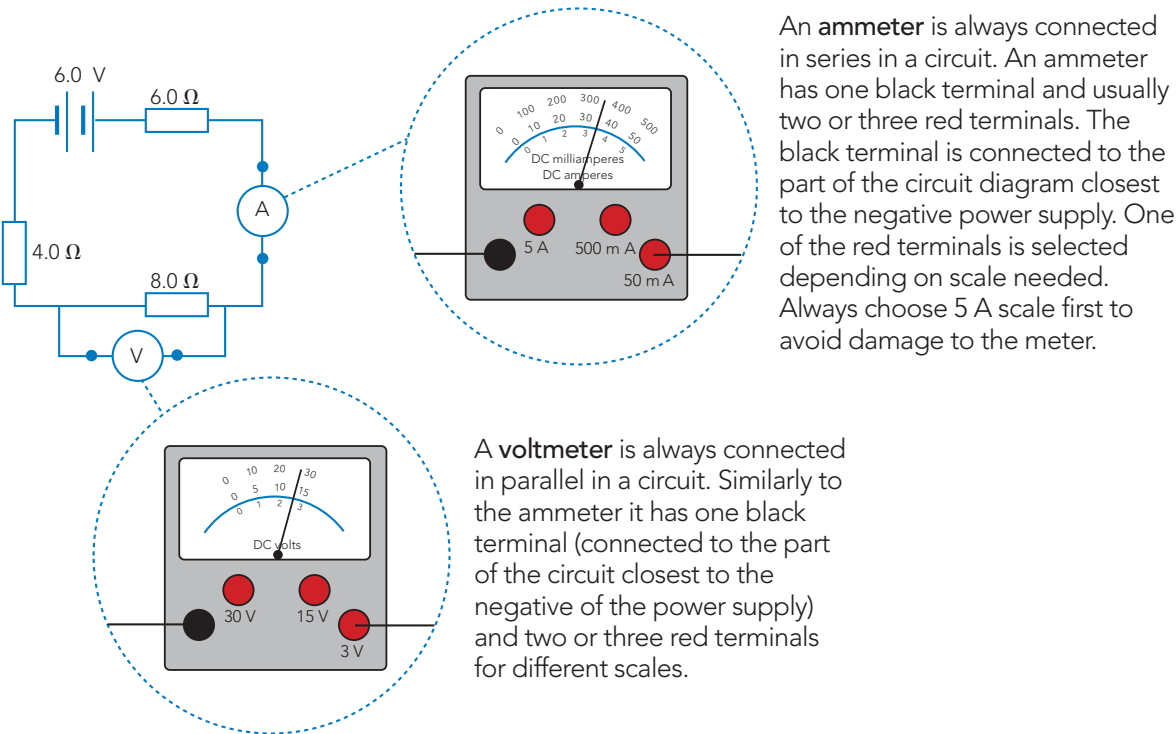 6.0 V
6.0 Ω
A
4.0 Ω
8.0 Ω
V
0 100 200 300 400 500
0 10 20 30 40 50
0 1 2 3 4 5
DC milliamperes
DC amperes
5 A
500 m A
50 m A
An ammeter is always connected
in series in a circuit. An ammeter
has one black terminal and usually
two or three red terminals. The
black terminal is connected to the
part of the circuit diagram closest
to the negative power supply. One
of the red terminals is selected
depending on scale needed.
Always choose 5 A scale first to
avoid damage to the meter.
0 10 20 30
0 5 10 15
0 1 2 3
DC volts
30 V
15 V
3 V
A voltmeter is always connected
in parallel in a circuit. Similarly to
the ammeter it has one black
terminal (connected to the part
of the circuit closest to the
negative of the power supply)
and two or three red terminals
for different scales.